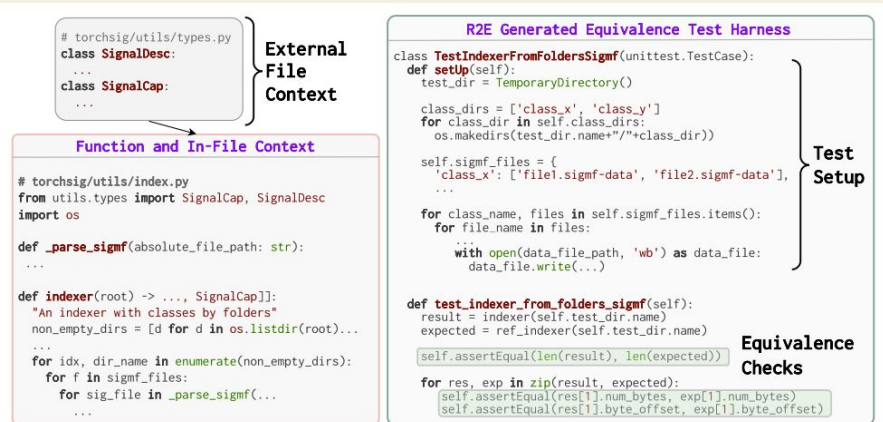 # torchsig/utils/types.py
class SignalDesc:
...
class SignalCap:
...
External
File
Context
Function and In-File Context
# torchsig/utils/index.py
from utils.types import SignalCap, SignalDesc
import os
def _parse_sigmf(absolute_file_path: str):
...
def indexer(root) -> ..., SignalCap]]:
"An indexer with classes by folders"
non_empty_dirs = [d for d in os.listdir(root)...
...
for idx, dir_name in enumerate(non_empty_dirs):
for f in sigmf_files:
for sig_file in _parse_sigmf(...
...
R2E Generated Equivalence Test Harness
class TestIndexerFromFoldersSigmf(unittest.TestCase):
def setUp(self):
test_dir = TemporaryDirectory()
class_dirs = ['class_x', 'class_y']
for class_dir in self.class_dirs:
os.makedirs(test_dir.name+"/"+class_dir))
self.sigmf_files = {
'class_x': ['file1.sigmf-data', 'file2.sigmf-data'],
...
for class_name, files in self.sigmf_files.items():
for file_name in files:
...
with open(data_file_path, 'wb') as data_file:
data_file.write(...)
Test
Setup
def test_indexer_from_folders_sigmf(self):
result = indexer(self.test_dir.name)
expected = ref_indexer(self.test_dir.name)
self.assertEqual(len(result), len(expected))
for res, exp in zip(result, expected):
self.assertEqual(res[1].num_bytes, exp[1].num_bytes)
self.assertEqual(res[1].byte_offset, exp[1].byte_offset)
Equivalence
Checks